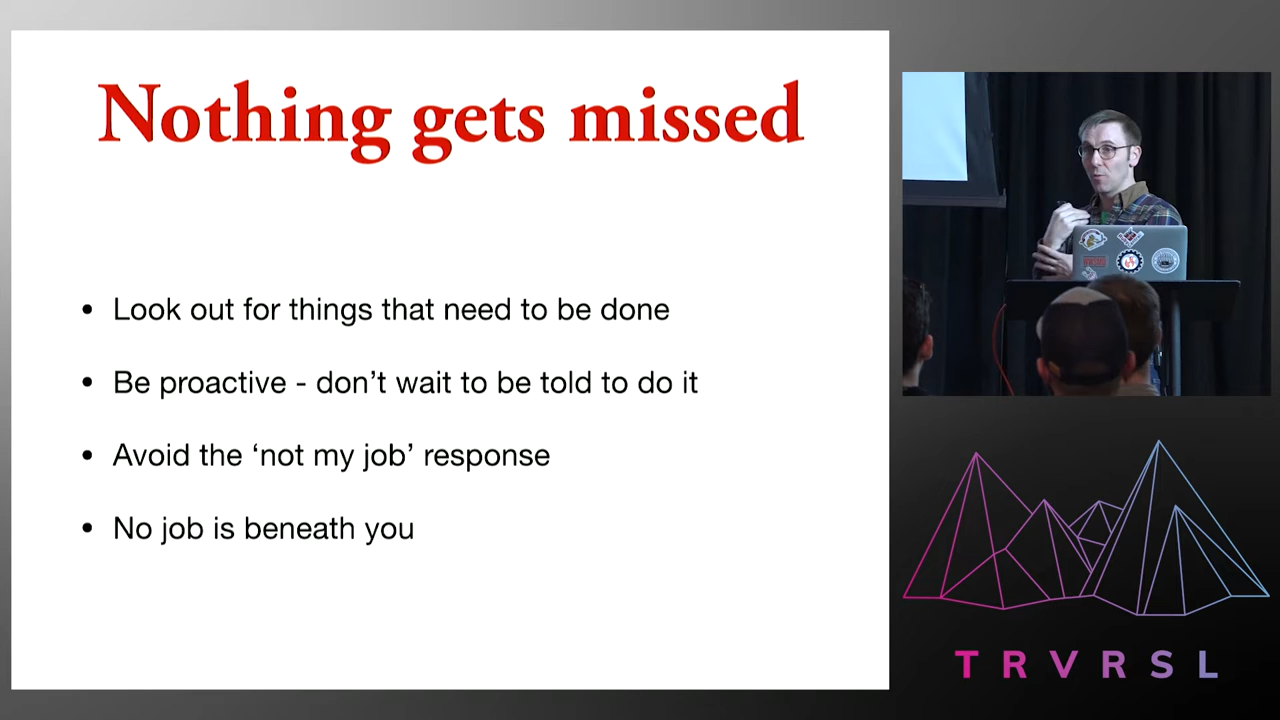 Nothing gets missed
• Look out for things that need to be done
• Be proactive - don’t wait to be told to do it
• Avoid the ‘not my job’ response
• No job is beneath you
TRVRSL